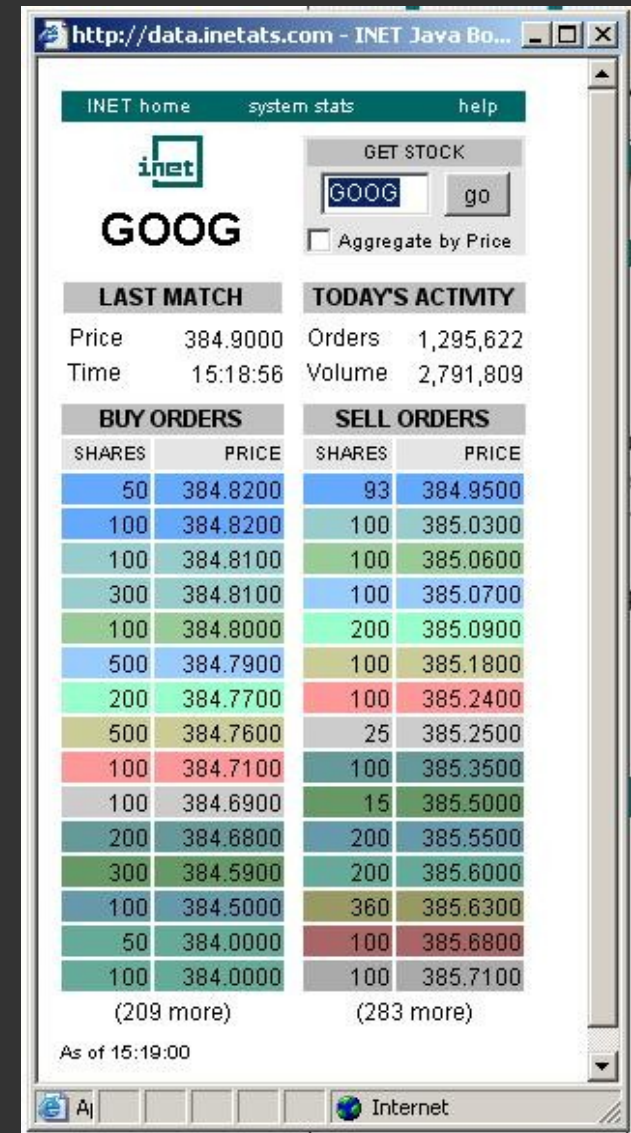 http://data.inetats.com - INET Java Bo...
INET home system stats help
inet
GOOG
GET STOCK
GOOG go
Aggregate by Price
LAST MATCH TODAY'S ACTIVITY
Price 384.9000 Orders 1,295,622
Time 15:18:56 Volume 2,791,809
BUY ORDERS SELL ORDERS
SHARES PRICE SHARES PRICE
50 384.8200 93 384.9500
100 384.8200 100 385.0300
100 384.8100 100 385.0600
300 384.8100 100 385.0700
100 384.8000 200 385.0900
500 384.7900 100 385.1800
200 384.7700 100 385.2400
500 384.7600 25 385.2500
100 384.7100 100 385.3500
100 384.6900 15 385.5000
200 384.6800 200 385.5500
300 384.5900 200 385.6000
100 384.5000 360 385.6300
50 384.0000 100 385.6800
100 384.0000 100 385.7100
(209 more) (283 more)
As of 15:19:00
Internet